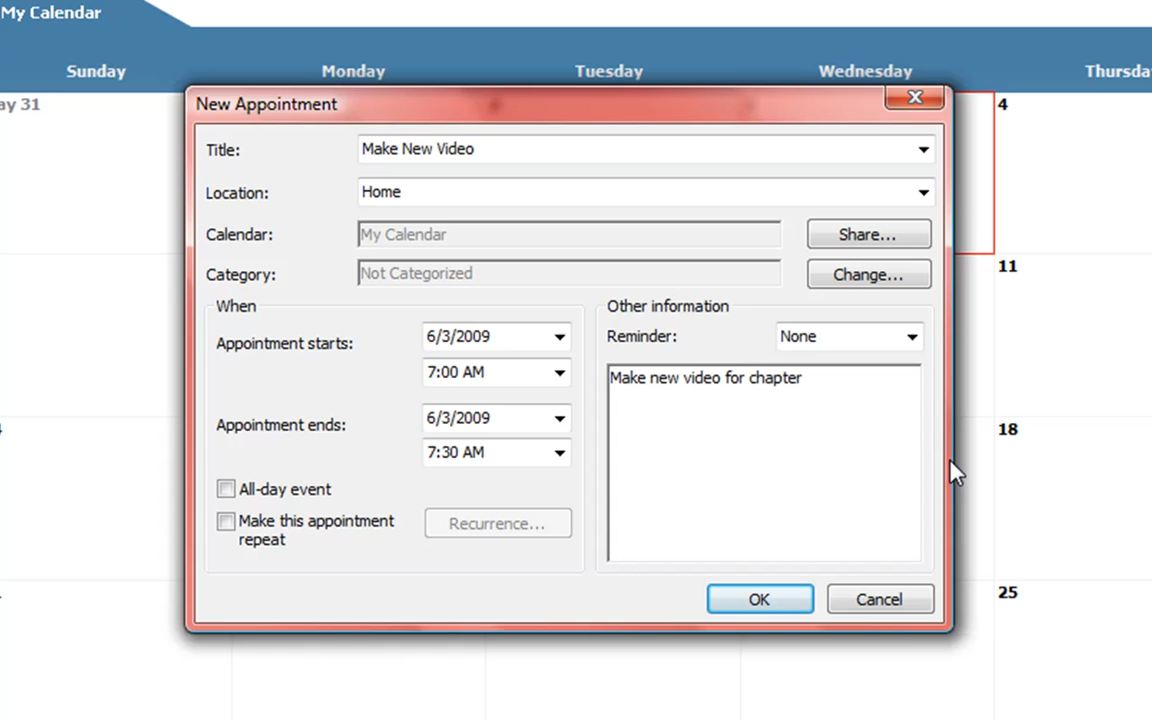 My Calendar
Sunday Monday Tuesday Wednesday
31 4
New Appointment
Title: Make New Video
Location: Home
Calendar: My Calendar Share...
Category: Not Categorized Change...
11
When Other information
Appointment starts: 6/3/2009 Reminder: None
7:00 AM
Make new video for chapter
Appointment ends: 6/3/2009
18
7:30 AM
All-day event
Make this appointment Recurrence...
repeat
OK Cancel
25